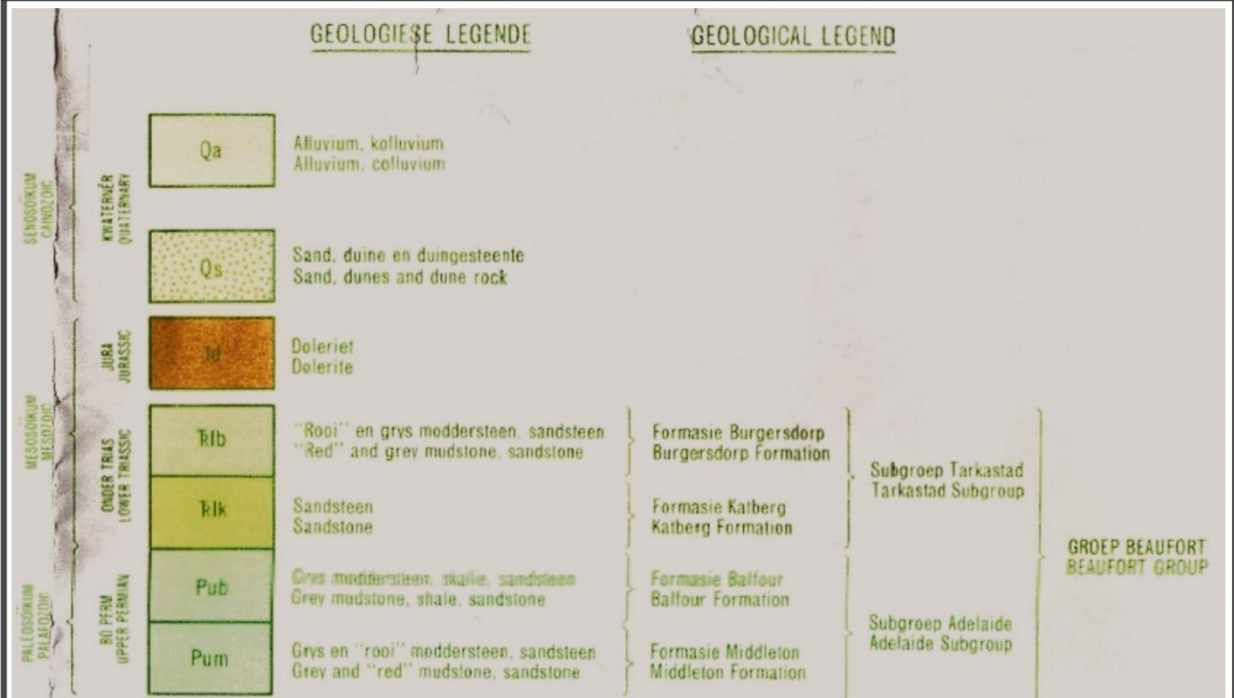 GEOLOGIESE LEGENDE
GEOLOGICAL LEGEND
SENOSOÏKUM
CAINOZOIC
KWATERNÊR
QUATERNARY
Qa
Alluvium, kolluvium
Alluvium, colluvium
Qs
Sand, duine en duingesteente
Sand, dunes and dune rock
MESOSOÏKUM
MESOZOIC
JURA
JURASSIC
Jd
Doleriet
Dolerite
ONDER TRIAS
LOWER TRIASSIC
Ꞧlb
"Rooi" en grys moddersteen, sandsteen
"Red" and grey mudstone, sandstone
Formasie Burgersdorp
Burgersdorp Formation
Ꞧlk
Sandsteen
Sandstone
Formasie Katberg
Katberg Formation
Subgroep Tarkastad
Tarkastad Subgroup
PALEOSOÏKUM
PALAEOZOIC
BO PERM
UPPER PERMIAN
Pub
Grys moddersteen, skalie, sandsteen
Grey mudstone, shale, sandstone
Formasie Balfour
Balfour Formation
Pum
Grys en "rooi" moddersteen, sandsteen
Grey and "red" mudstone, sandstone
Formasie Middleton
Middleton Formation
Subgroep Adelaide
Adelaide Subgroup
GROEP BEAUFORT
BEAUFORT GROUP